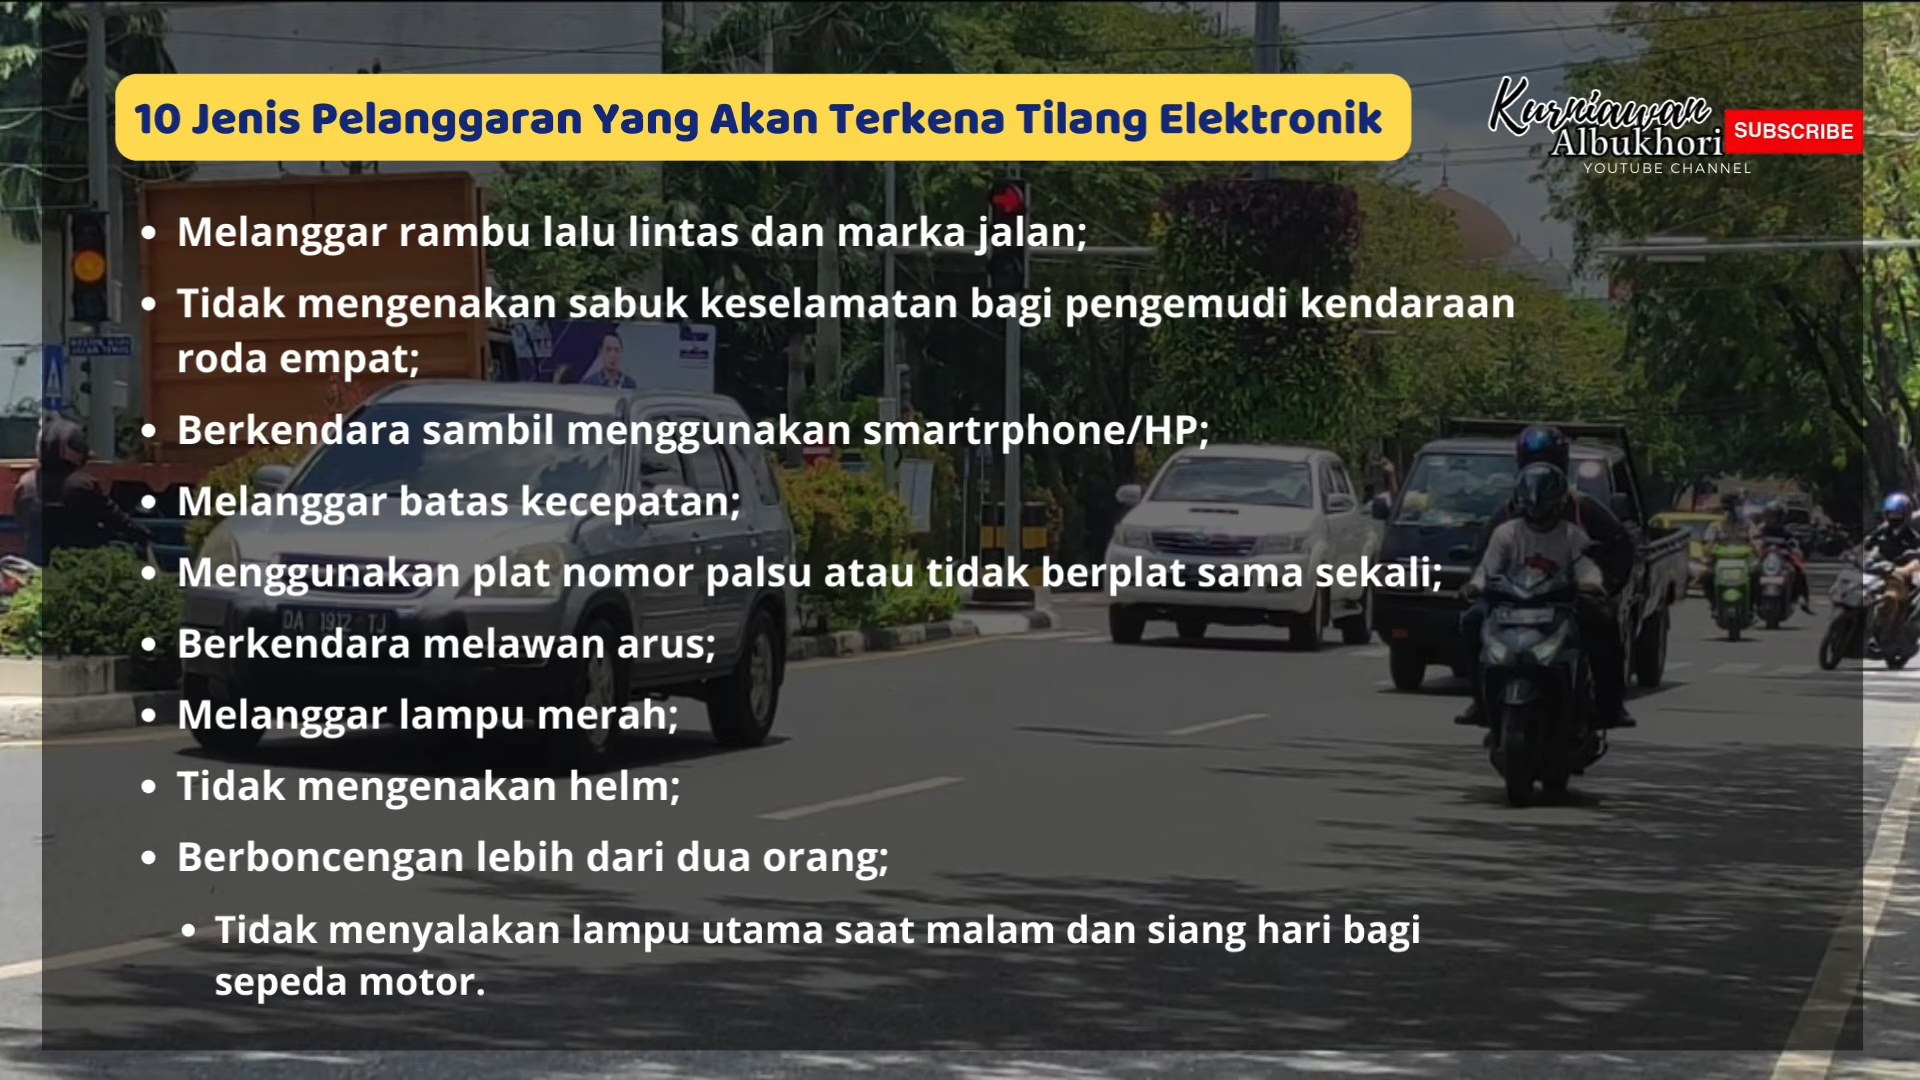 10 Jenis Pelanggaran Yang Akan Terkena Tilang Elektronik
Kurniawan
Albukhori
SUBSCRIBE
YOUTUBE CHANNEL
• Melanggar rambu lalu lintas dan marka jalan;
• Tidak mengenakan sabuk keselamatan bagi pengemudi kendaraan
roda empat;
• Berkendara sambil menggunakan smartrphone/HP;
• Melanggar batas kecepatan;
• Menggunakan plat nomor palsu atau tidak berplat sama sekali;
• Berkendara melawan arus;
• Melanggar lampu merah;
• Tidak mengenakan helm;
• Berboncengan lebih dari dua orang;
• Tidak menyalakan lampu utama saat malam dan siang hari bagi
sepeda motor.
DA 1912 TJ